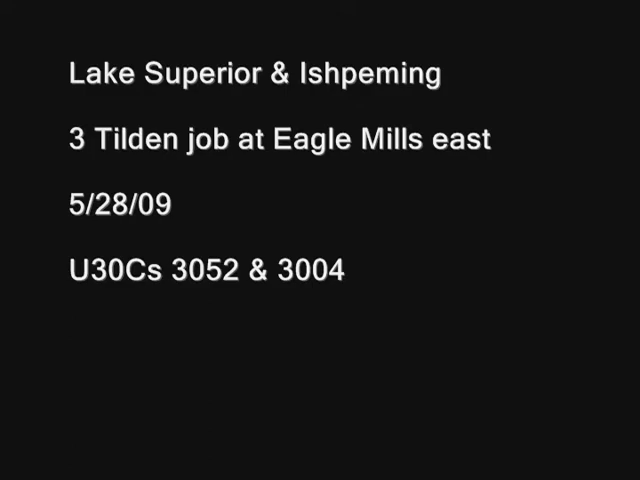 Lake Superior & Ishpeming
3 Tilden job at Eagle Mills east
5/28/09
U30Cs 3052 & 3004